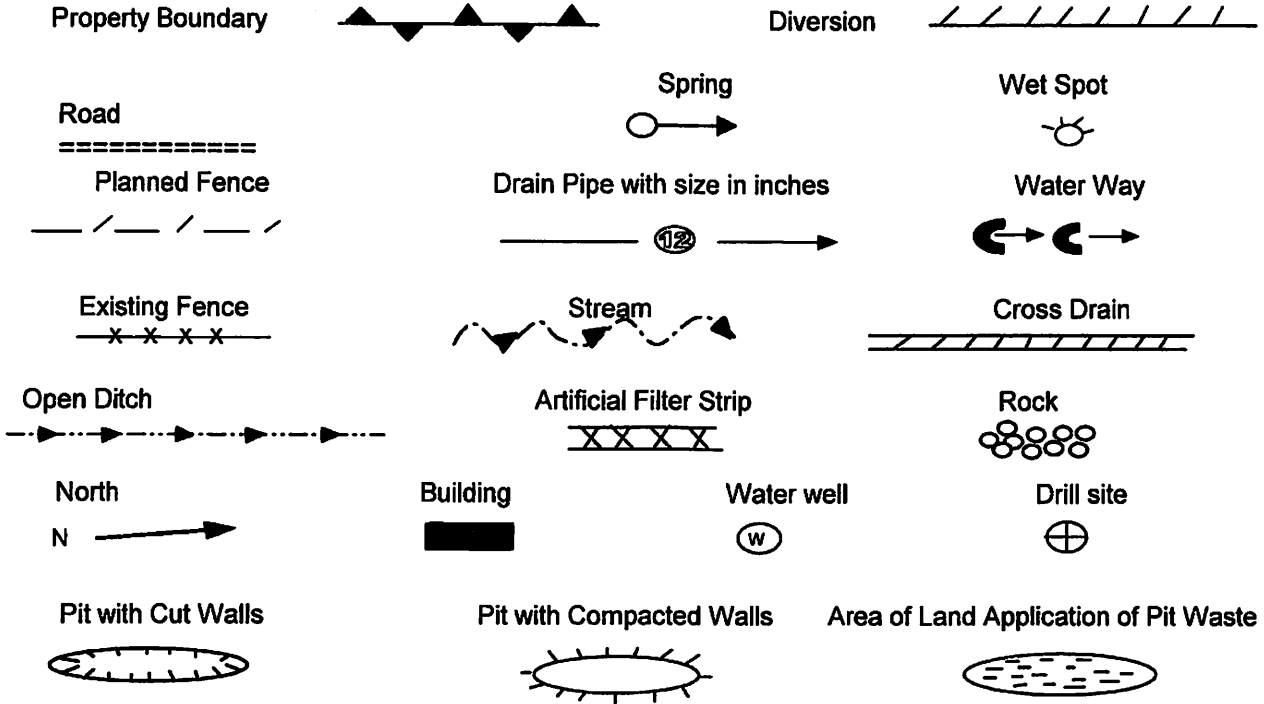 Property Boundary
Diversion
Spring
Wet Spot
Road
Planned Fence
Drain Pipe with size in inches
Water Way
12
Existing Fence
Stream
Cross Drain
Open Ditch
Artificial Filter Strip
Rock
North
Building
Water well
Drill site
N
W
Pit with Cut Walls
Pit with Compacted Walls
Area of Land Application of Pit Waste